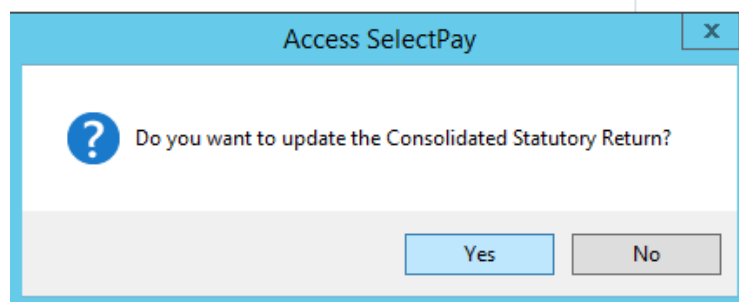 Access SelectPay
x
?
Do you want to update the Consolidated Statutory Return?
Yes
No